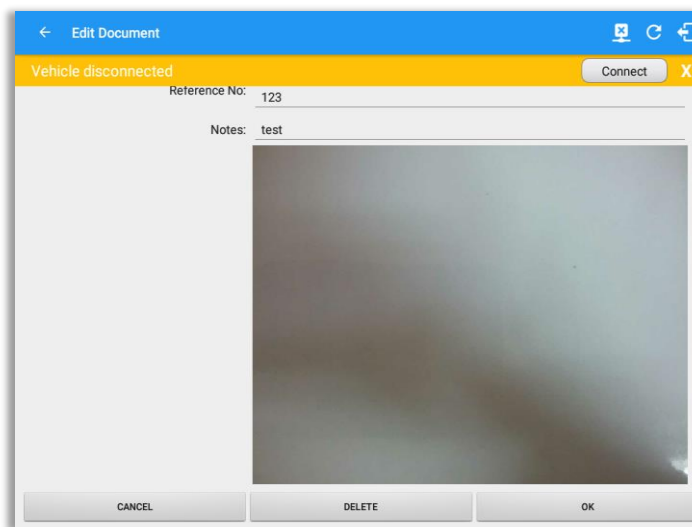 Edit Document
Vehicle disconnected Connect X
Reference No: 123
Notes: test
CANCEL DELETE OK